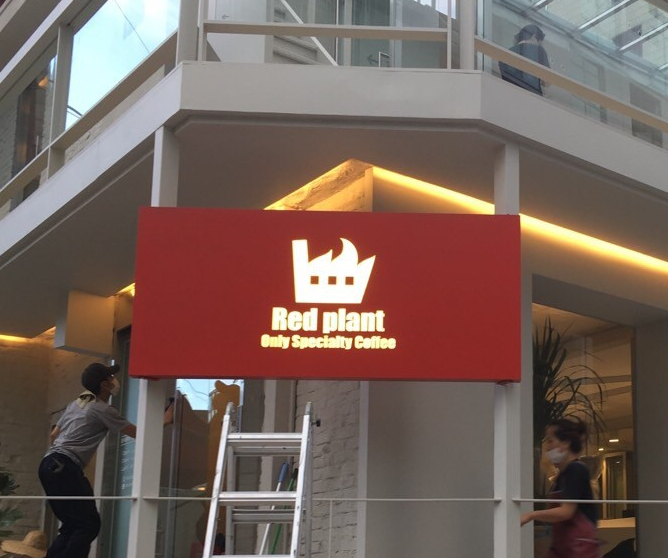 Red plant
Only Specialty Coffee